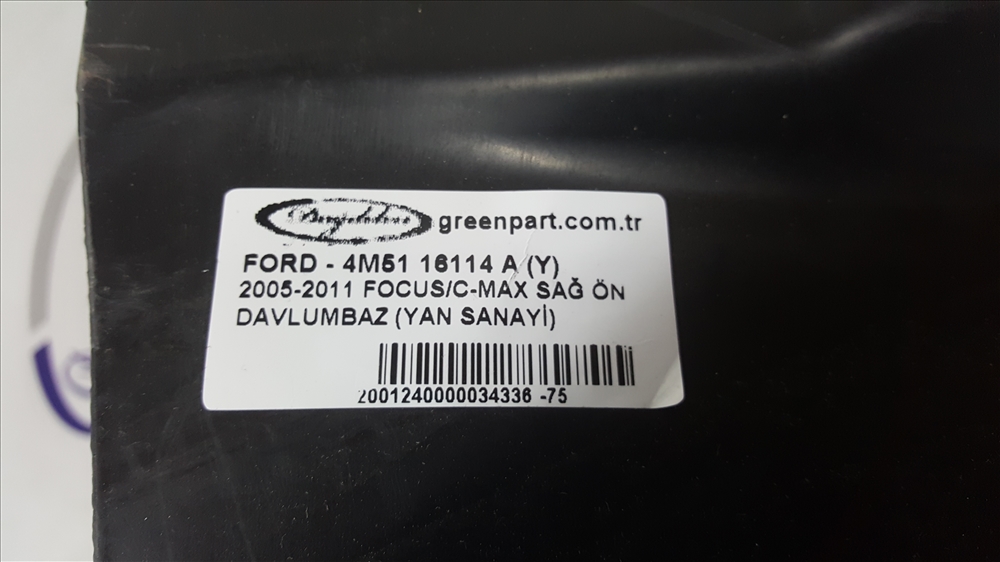 greenpart.com.tr
FORD - 4M51 16114 A (Y)
2005-2011 FOCUS/C-MAX SAĞ ÖN
DAVLUMBAZ (YAN SANAYİ)
2001240000034336 -75